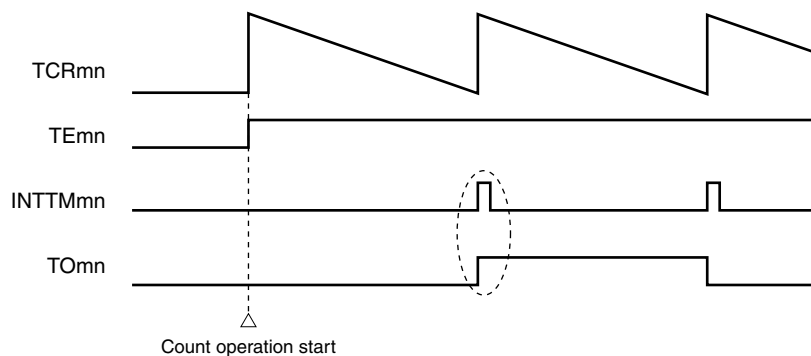 TCRmn
TEmn
INTTMmn
TOmn
Count operation start